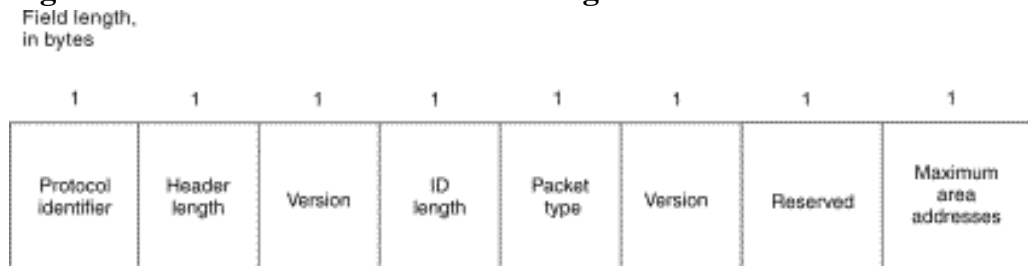 Field length,
in bytes
1 1 1 1 1 1 1 1
Protocol identifier
Header length
Version
ID length
Packet type
Version
Reserved
Maximum area addresses